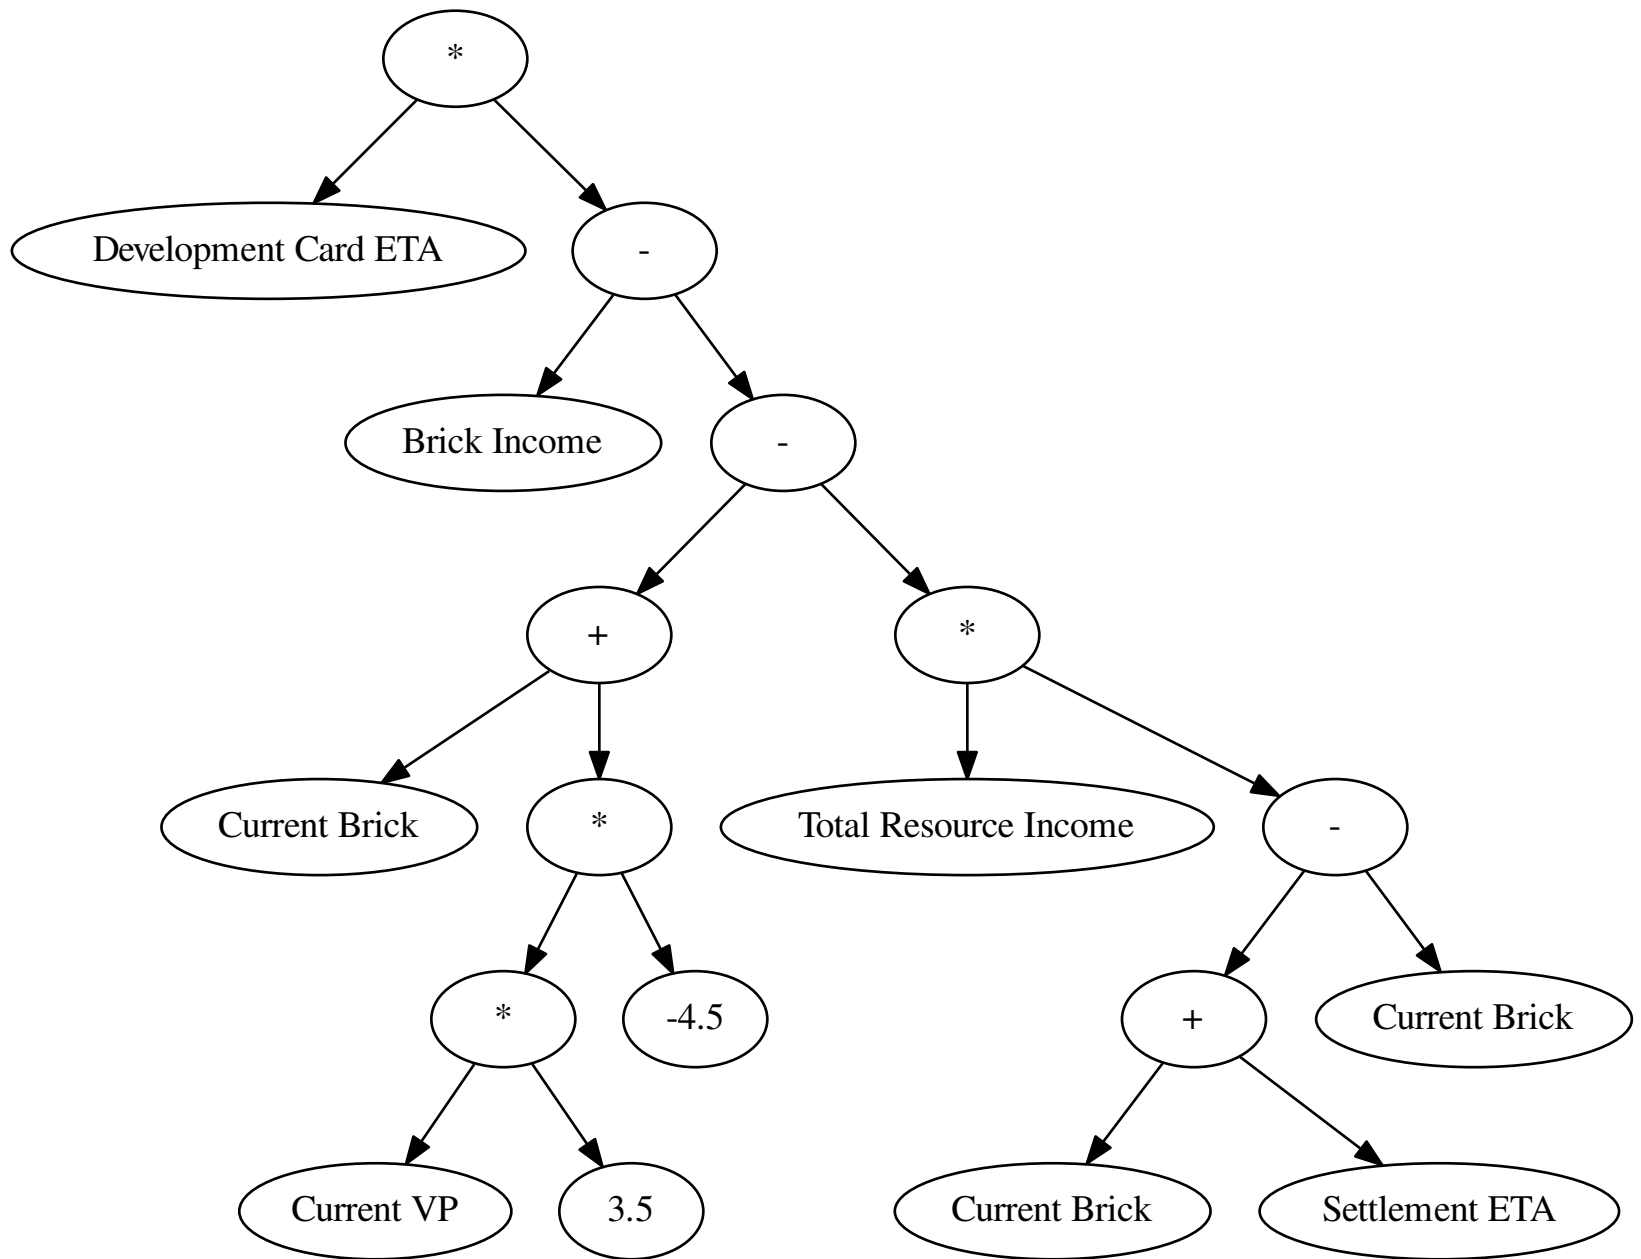 *
Development Card ETA
-
Brick Income
-
+
*
Current Brick
*
Total Resource Income
-
*
-4.5
+
Current Brick
Current VP
3.5
Current Brick
Settlement ETA